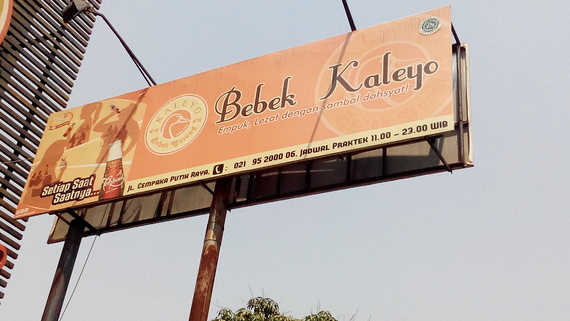 KALEYO
Bebek Kaleyo
Empuk, Lezat dengan sambal dahsyat!
Setiap Saat
Saatnya...
JL. CEMPAKA PUTIH RAYA. : 021 95 2000 06. JADWAL PRAKTEK 11.00 - 23.00 WIB